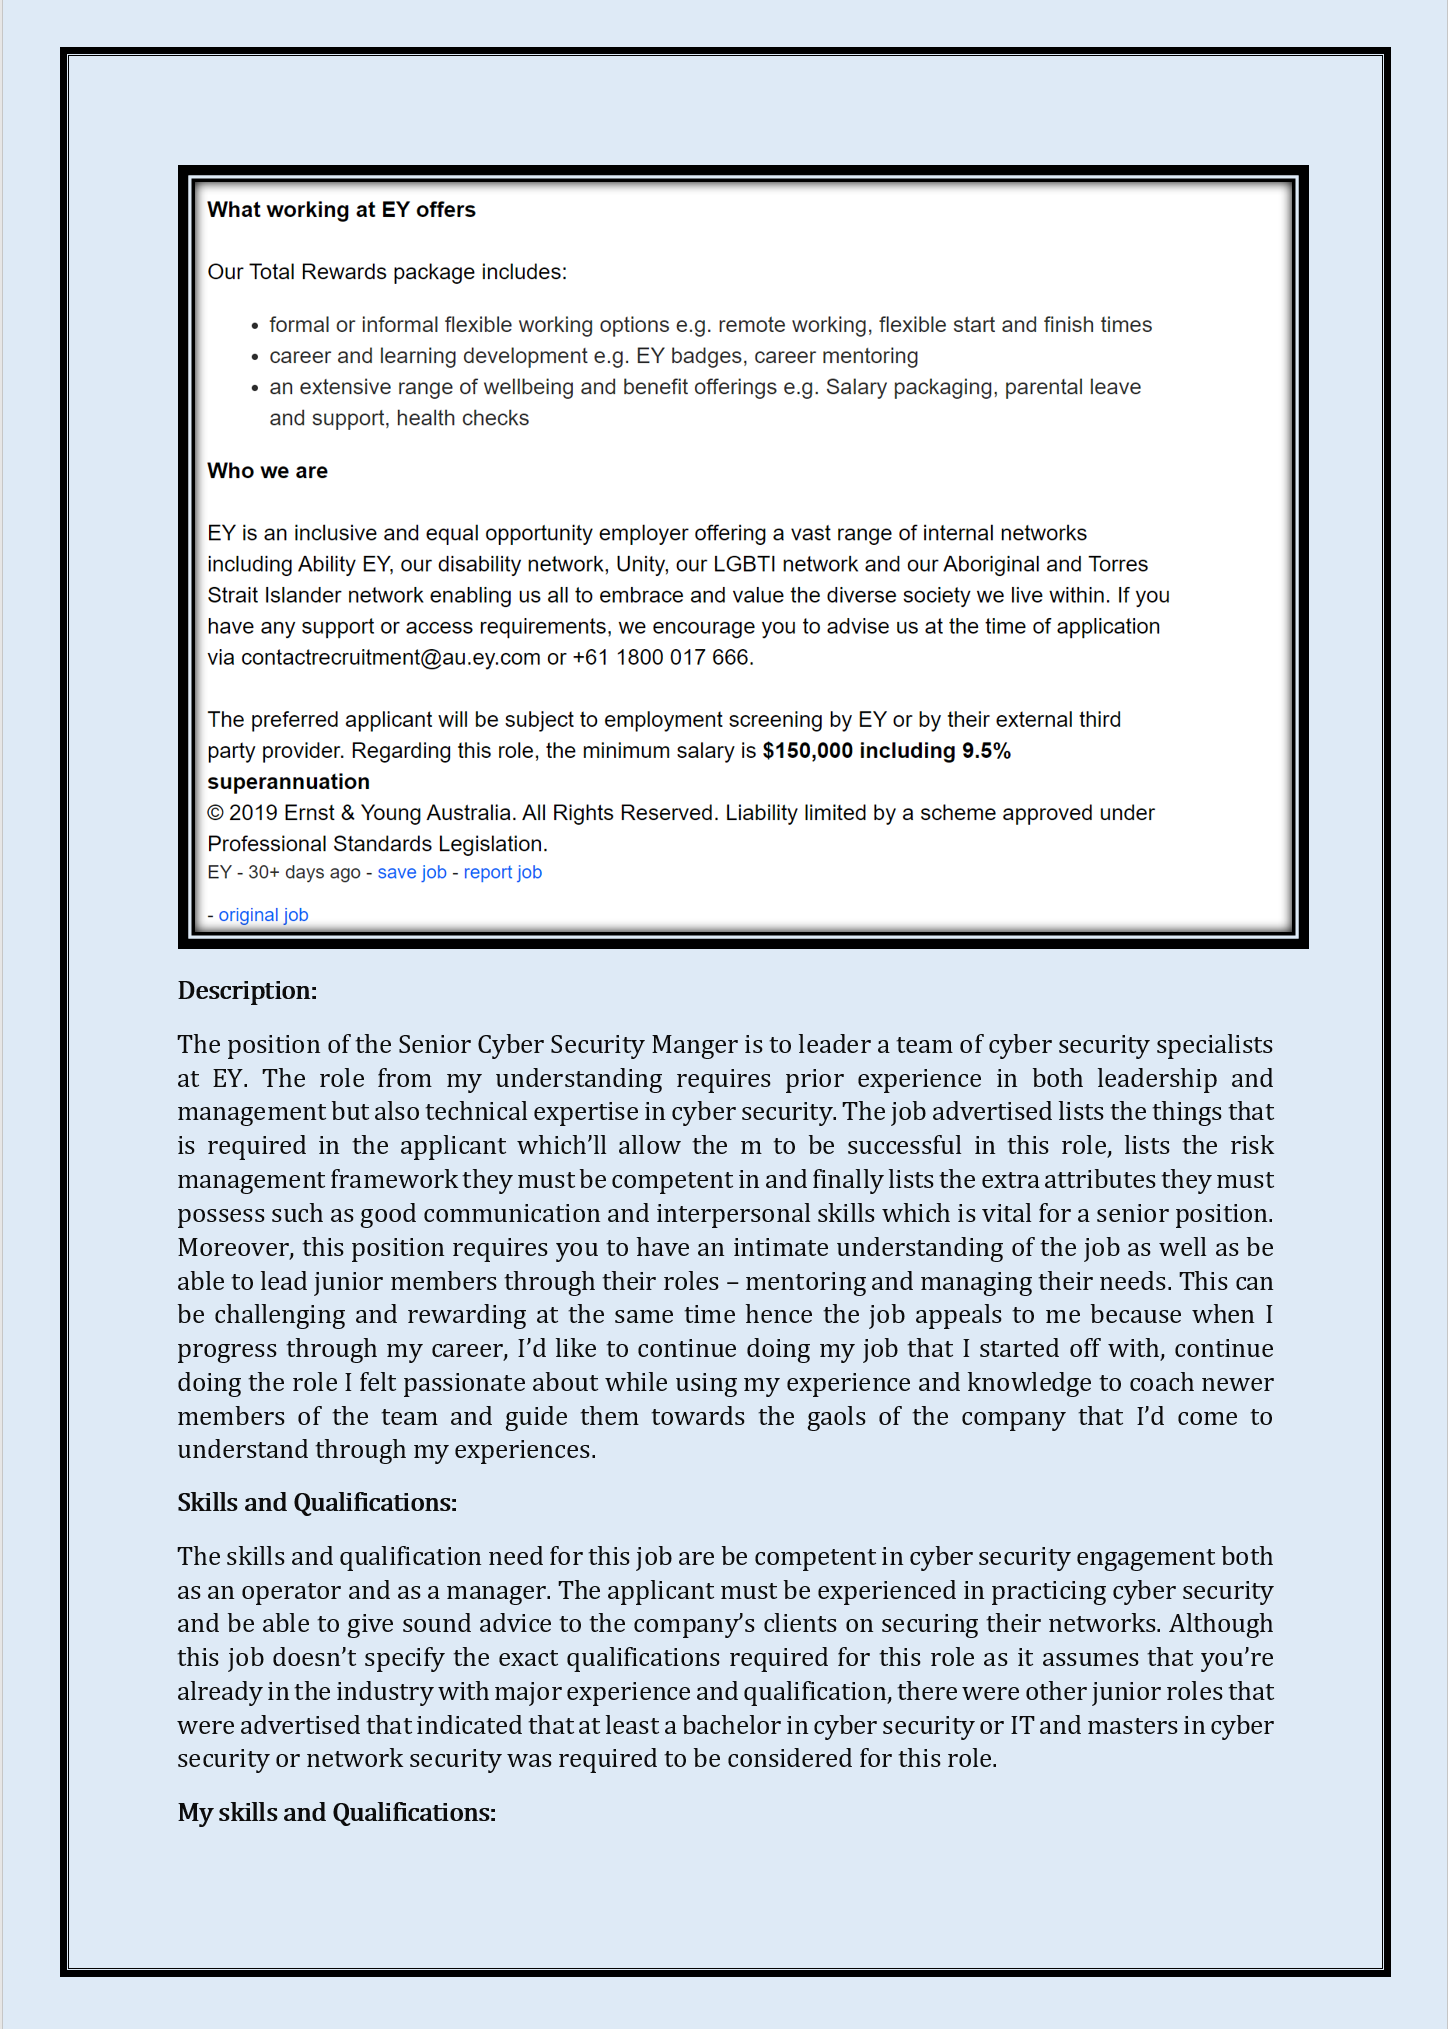 What working at EY offers
Our Total Rewards package includes:
• formal or informal flexible working options e.g. remote working, flexible start and finish times
• career and learning development e.g. EY badges, career mentoring
• an extensive range of wellbeing and benefit offerings e.g. Salary packaging, parental leave
and support, health checks
Who we are
EY is an inclusive and equal opportunity employer offering a vast range of internal networks
including Ability EY, our disability network, Unity, our LGBTI network and our Aboriginal and Torres
Strait Islander network enabling us all to embrace and value the diverse society we live within. If you
have any support or access requirements, we encourage you to advise us at the time of application
via contactrecruitment@au.ey.com or +61 1800 017 666.
The preferred applicant will be subject to employment screening by EY or by their external third
party provider. Regarding this role, the minimum salary is $150,000 including 9.5%
superannuation
© 2019 Ernst & Young Australia. All Rights Reserved. Liability limited by a scheme approved under
Professional Standards Legislation.
EY - 30+ days ago - save job - report job
- original job
Description:
The position of the Senior Cyber Security Manger is to leader a team of cyber security specialists
at EY. The role from my understanding requires prior experience in both leadership and
management but also technical expertise in cyber security. The job advertised lists the things that
is required in the applicant which’ll allow the m to be successful in this role, lists the risk
management framework they must be competent in and finally lists the extra attributes they must
possess such as good communication and interpersonal skills which is vital for a senior position.
Moreover, this position requires you to have an intimate understanding of the job as well as be
able to lead junior members through their roles – mentoring and managing their needs. This can
be challenging and rewarding at the same time hence the job appeals to me because when I
progress through my career, I’d like to continue doing my job that I started off with, continue
doing the role I felt passionate about while using my experience and knowledge to coach newer
members of the team and guide them towards the gaols of the company that I’d come to
understand through my experiences.
Skills and Qualifications:
The skills and qualification need for this job are be competent in cyber security engagement both
as an operator and as a manager. The applicant must be experienced in practicing cyber security
and be able to give sound advice to the company’s clients on securing their networks. Although
this job doesn’t specify the exact qualifications required for this role as it assumes that you’re
already in the industry with major experience and qualification, there were other junior roles that
were advertised that indicated that at least a bachelor in cyber security or IT and masters in cyber
security or network security was required to be considered for this role.
My skills and Qualifications: